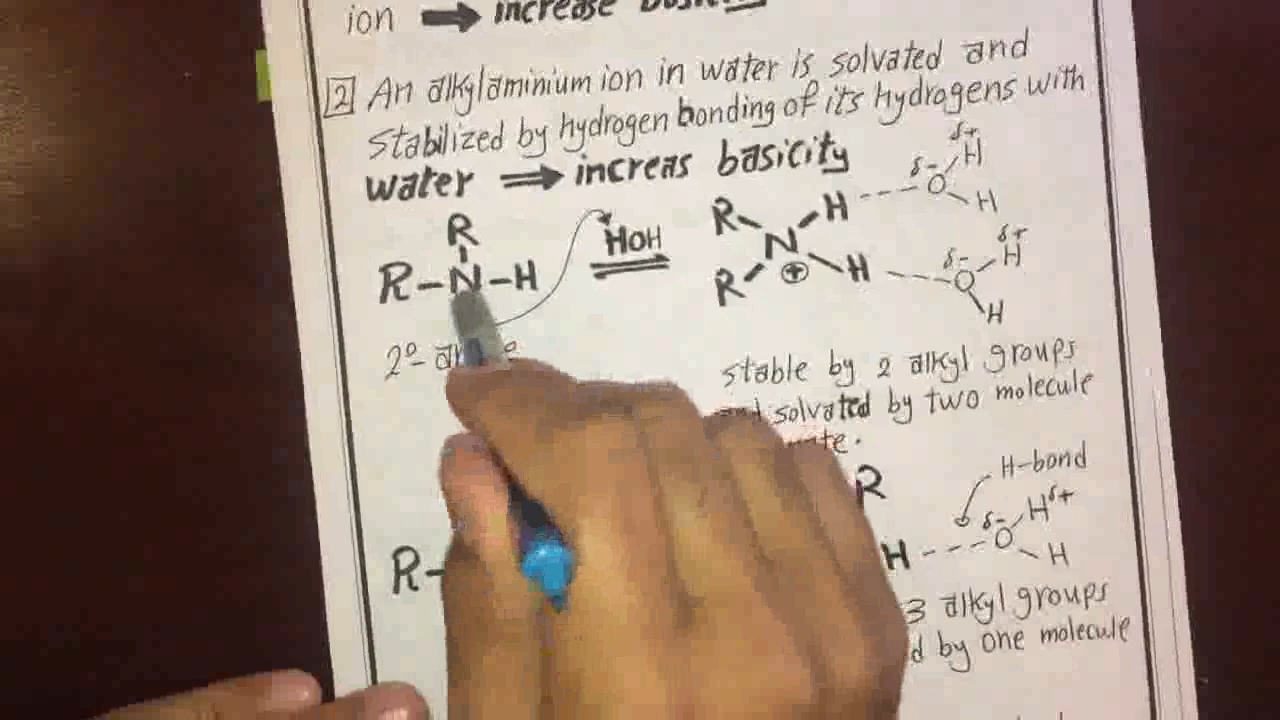 ion ➡ increase
[2] An alkylaminium ion in water is solvated and
stabilized by hydrogen bonding of its hydrogens with
water ⇒ increas basicity
R
R–N–H
HOH
⇌
R R N ⊕ H H
δ- O δ+ H H
δ- O δ+ H H
2°-
stable by 2 alkyl groups
solvated by two molecule
R
H-bond
R–
H
δ- O H δ+ H
3 alkyl groups
by one molecule